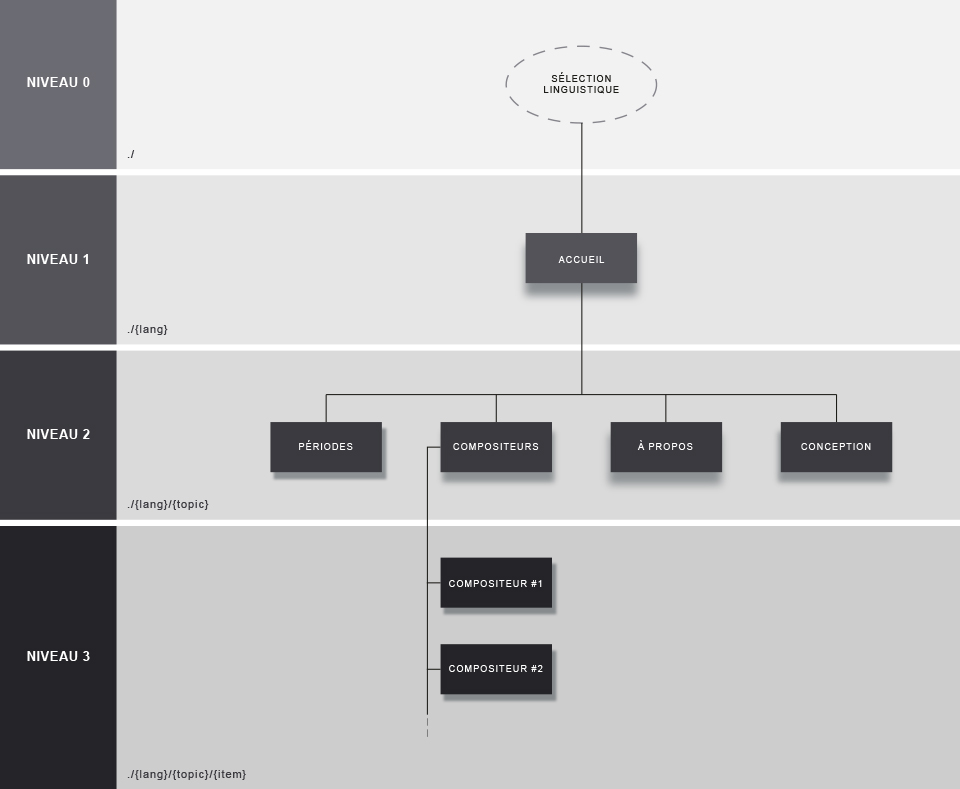 NIVEAU 0
SÉLECTION
LINGUISTIQUE
./
NIVEAU 1
ACCUEIL
./{lang}
NIVEAU 2
PÉRIODES
COMPOSITEURS
À PROPOS
CONCEPTION
./{lang}/{topic}
NIVEAU 3
COMPOSITEUR #1
COMPOSITEUR #2
./{lang}/{topic}/{item}